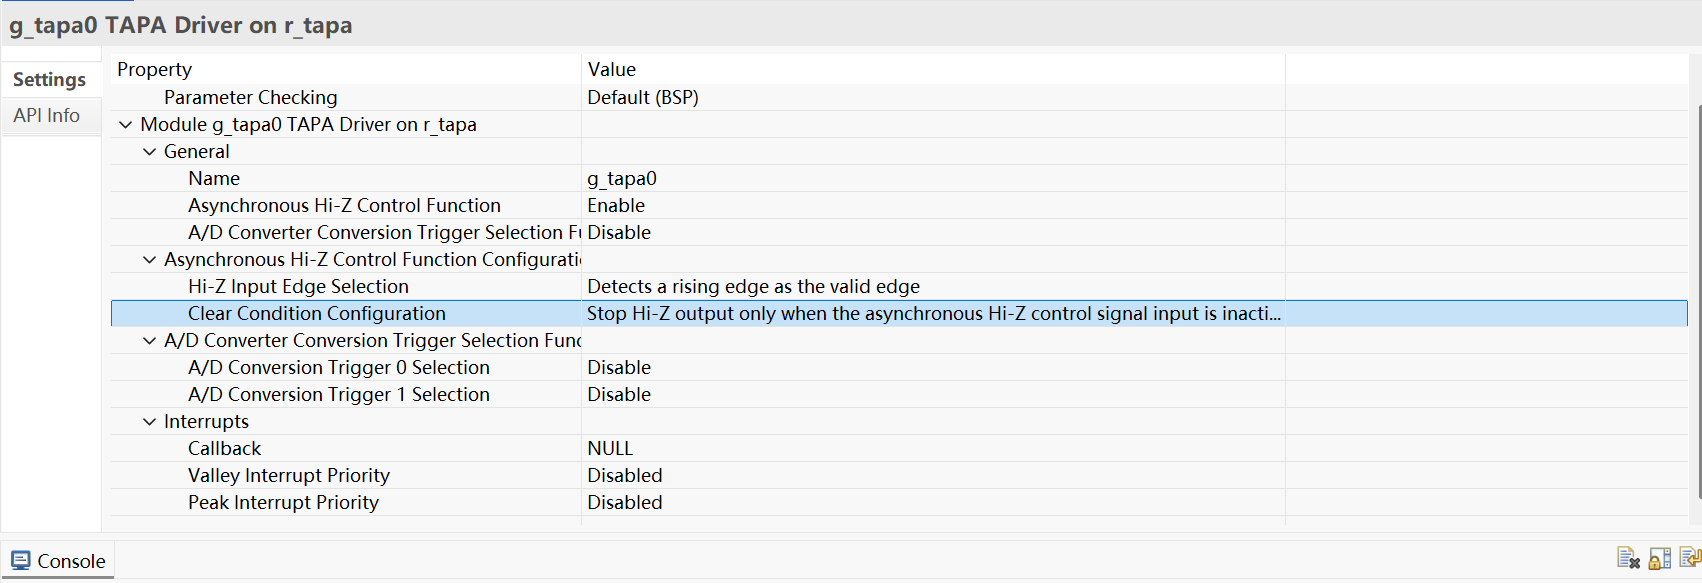 g_tapa0 TAPA Driver on r_tapa
Settings
API Info
Property Value
Parameter Checking Default (BSP)
Module g_tapa0 TAPA Driver on r_tapa
General
Name g_tapa0
Asynchronous Hi-Z Control Function Enable
A/D Converter Conversion Trigger Selection Fu Disable
Asynchronous Hi-Z Control Function Configurati
Hi-Z Input Edge Selection Detects a rising edge as the valid edge
Clear Condition Configuration Stop Hi-Z output only when the asynchronous Hi-Z control signal input is inacti...
A/D Converter Conversion Trigger Selection Func
A/D Conversion Trigger 0 Selection Disable
A/D Conversion Trigger 1 Selection Disable
Interrupts
Callback NULL
Valley Interrupt Priority Disabled
Peak Interrupt Priority Disabled
Console